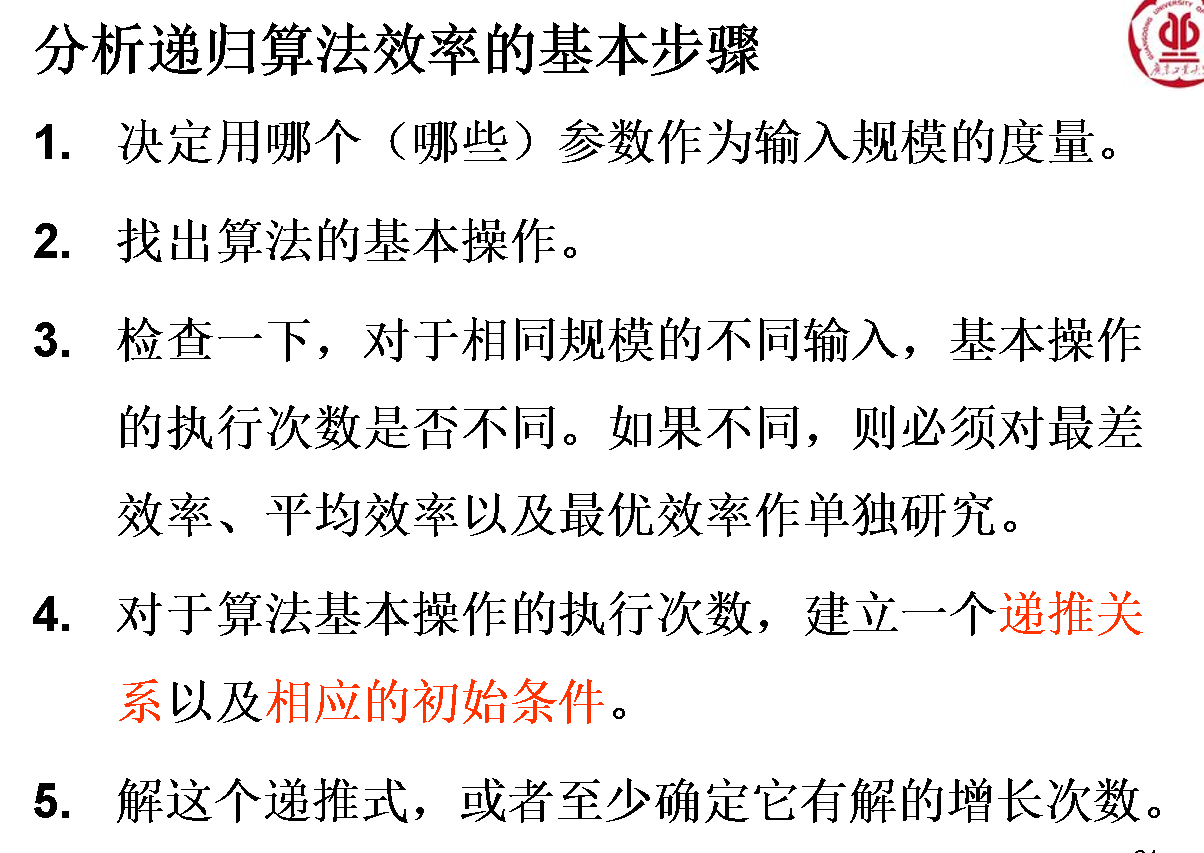 分析递归算法效率的基本步骤
1. 决定用哪个（哪些）参数作为输入规模的度量。
2. 找出算法的基本操作。
3. 检查一下，对于相同规模的不同输入，基本操作
的执行次数是否不同。如果不同，则必须对最差
效率、平均效率以及最优效率作单独研究。
4. 对于算法基本操作的执行次数，建立一个递推关
系以及相应的初始条件。
5. 解这个递推式，或者至少确定它有解的增长次数。